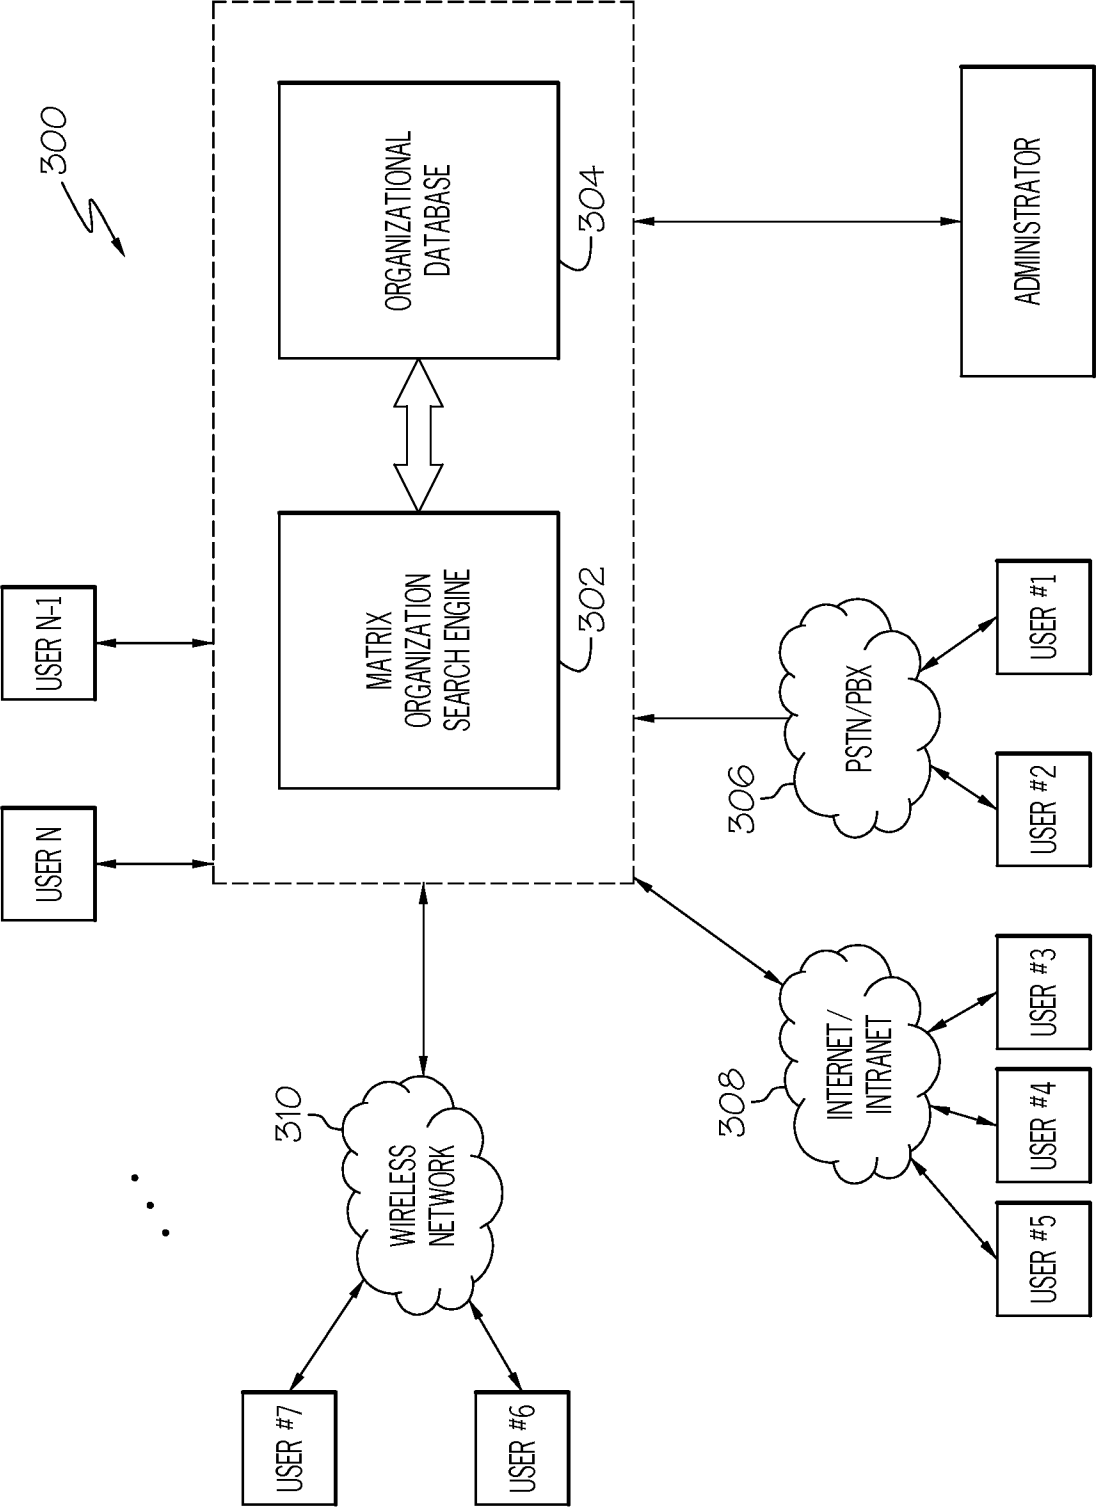 300
USER #7
USER N
USER N-1
WIRELESS
NETWORK
310
USER #6
MATRIX
ORGANIZATION
SEARCH ENGINE
302
ORGANIZATIONAL
DATABASE
304
308
INTERNET/
INTRANET
306
PSTN/PBX
USER #5
USER #4
USER #3
USER #2
USER #1
ADMINISTRATOR